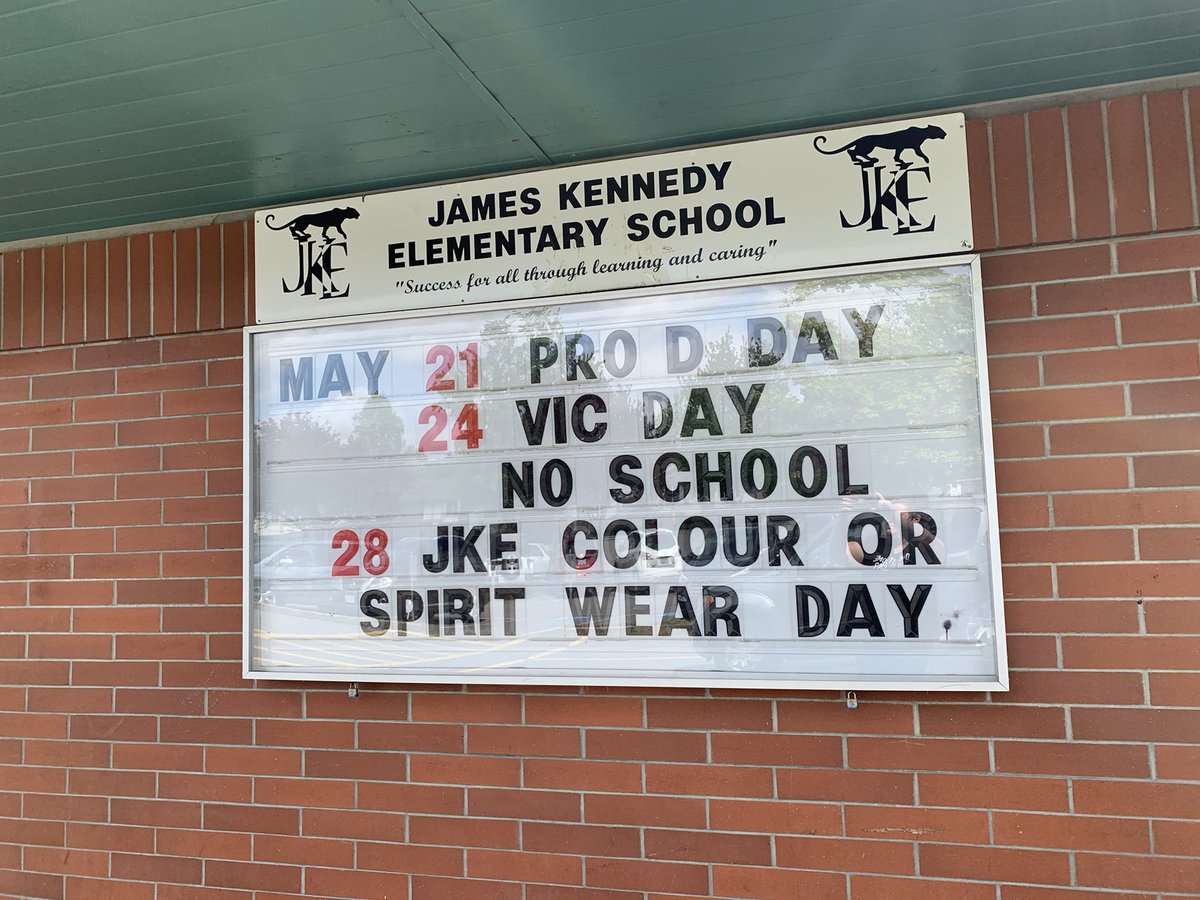 JKE
JAMES KENNEDY
ELEMENTARY SCHOOL
"Success for all through learning and caring"
JKE
MAY 21 PRO D DAY
24 VIC DAY
NO SCHOOL
28 JKE COLOUR OR
SPIRIT WEAR DAY